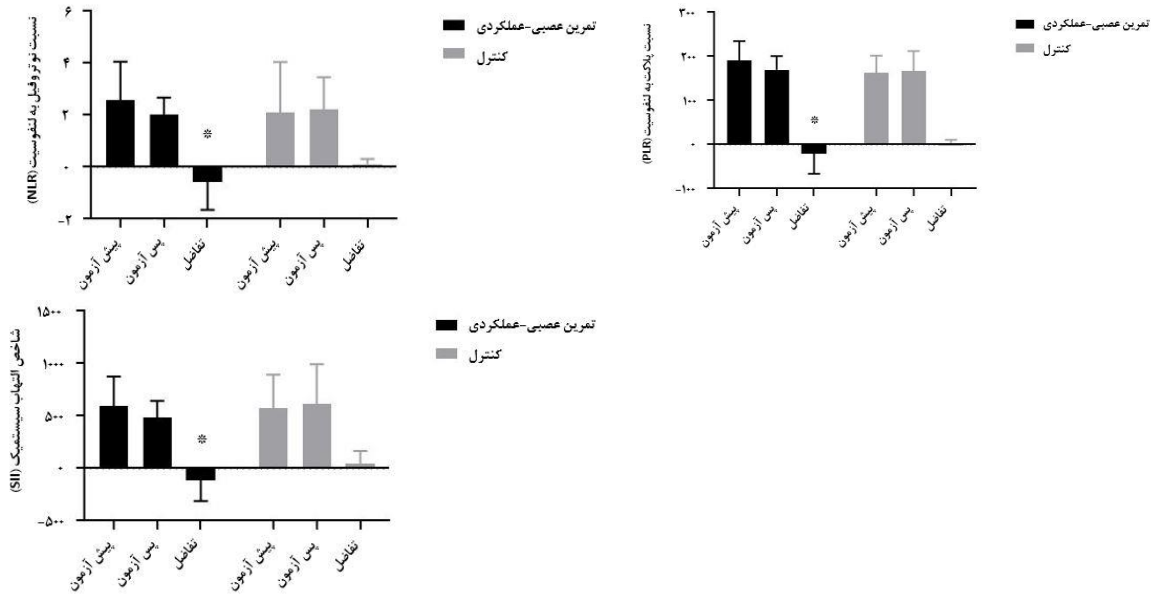 نسبت نوتروفیل به لنفوسیت (NLR)
۶
۴
۲
۰
-۲
پیش آزمون
پس آزمون
تفاضل
پیش آزمون
پس آزمون
تفاضل
تمرین عصبی-عملکردی
کنترل
نسبت پلاکت به لنفوسیت (PLR)
۳۰۰
۲۰۰
۱۰۰
۰
-۱۰۰
*
*
پیش آزمون
پس آزمون
تفاضل
پیش آزمون
پس آزمون
تفاضل
تمرین عصبی-عملکردی
کنترل
شاخص التهاب سیستمیک (SII)
۱۵۰۰
۱۰۰۰
۵۰۰
۰
-۵۰۰
*
پیش آزمون
پس آزمون
تفاضل
پیش آزمون
پس آزمون
تفاضل
تمرین عصبی-عملکردی
کنترل